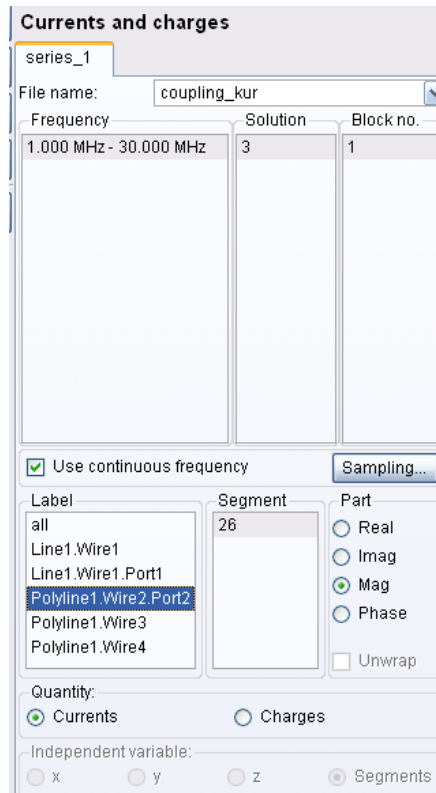 Currents and charges
series_1
File name: coupling_kur
Frequency Solution Block no.
1.000 MHz - 30.000 MHz 3 1
Use continuous frequency Sampling...
Label Segment Part
all 26 Real
Line1.Wire1 Imag
Line1.Wire1.Port1 Mag
Polyline1.Wire2.Port2 Phase
Polyline1.Wire3
Polyline1.Wire4 Unwrap
Quantity:
Currents Charges
Independent variable:
x y z Segments